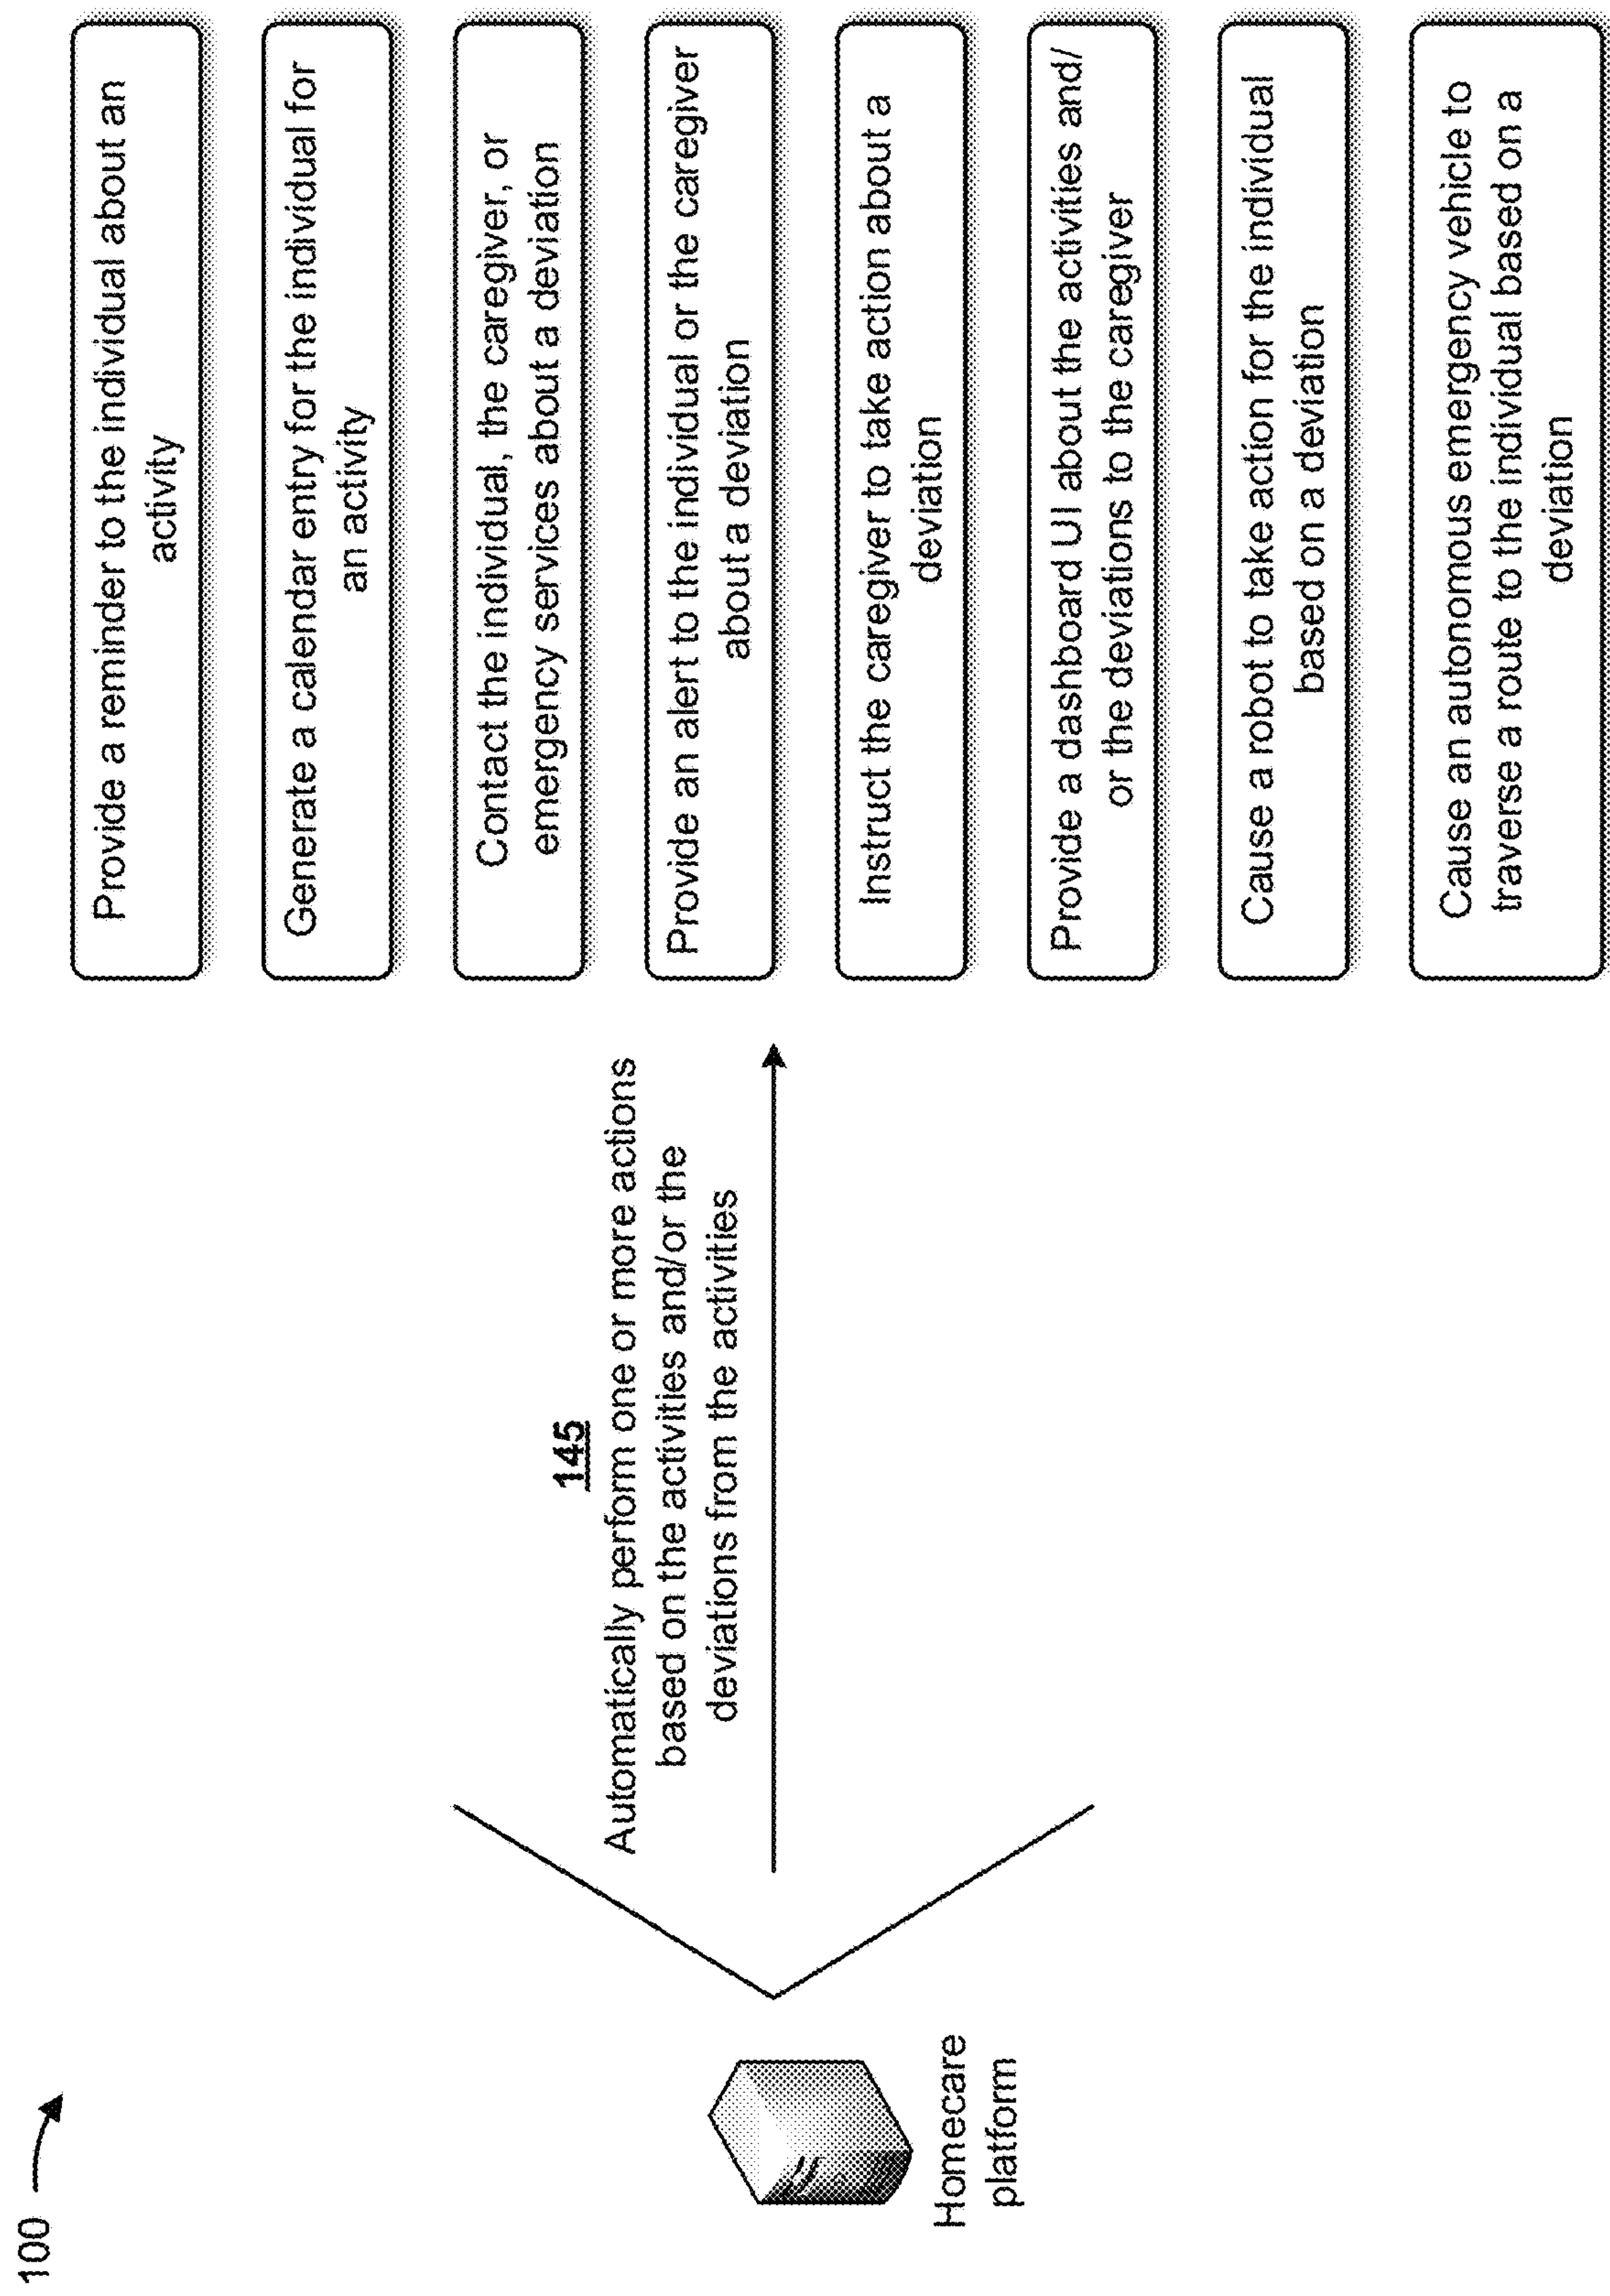 100
Homecare
platform
145
Automatically perform one or more actions
based on the activities and/or the
deviations from the activities
Provide a reminder to the individual about an
activity
Generate a calendar entry for the individual for
an activity
Contact the individual, the caregiver, or
emergency services about a deviation
Provide an alert to the individual or the caregiver
about a deviation
Instruct the caregiver to take action about a
deviation
Provide a dashboard UI about the activities and/
or the deviations to the caregiver
Cause a robot to take action for the individual
based on a deviation
Cause an autonomous emergency vehicle to
traverse a route to the individual based on a
deviation